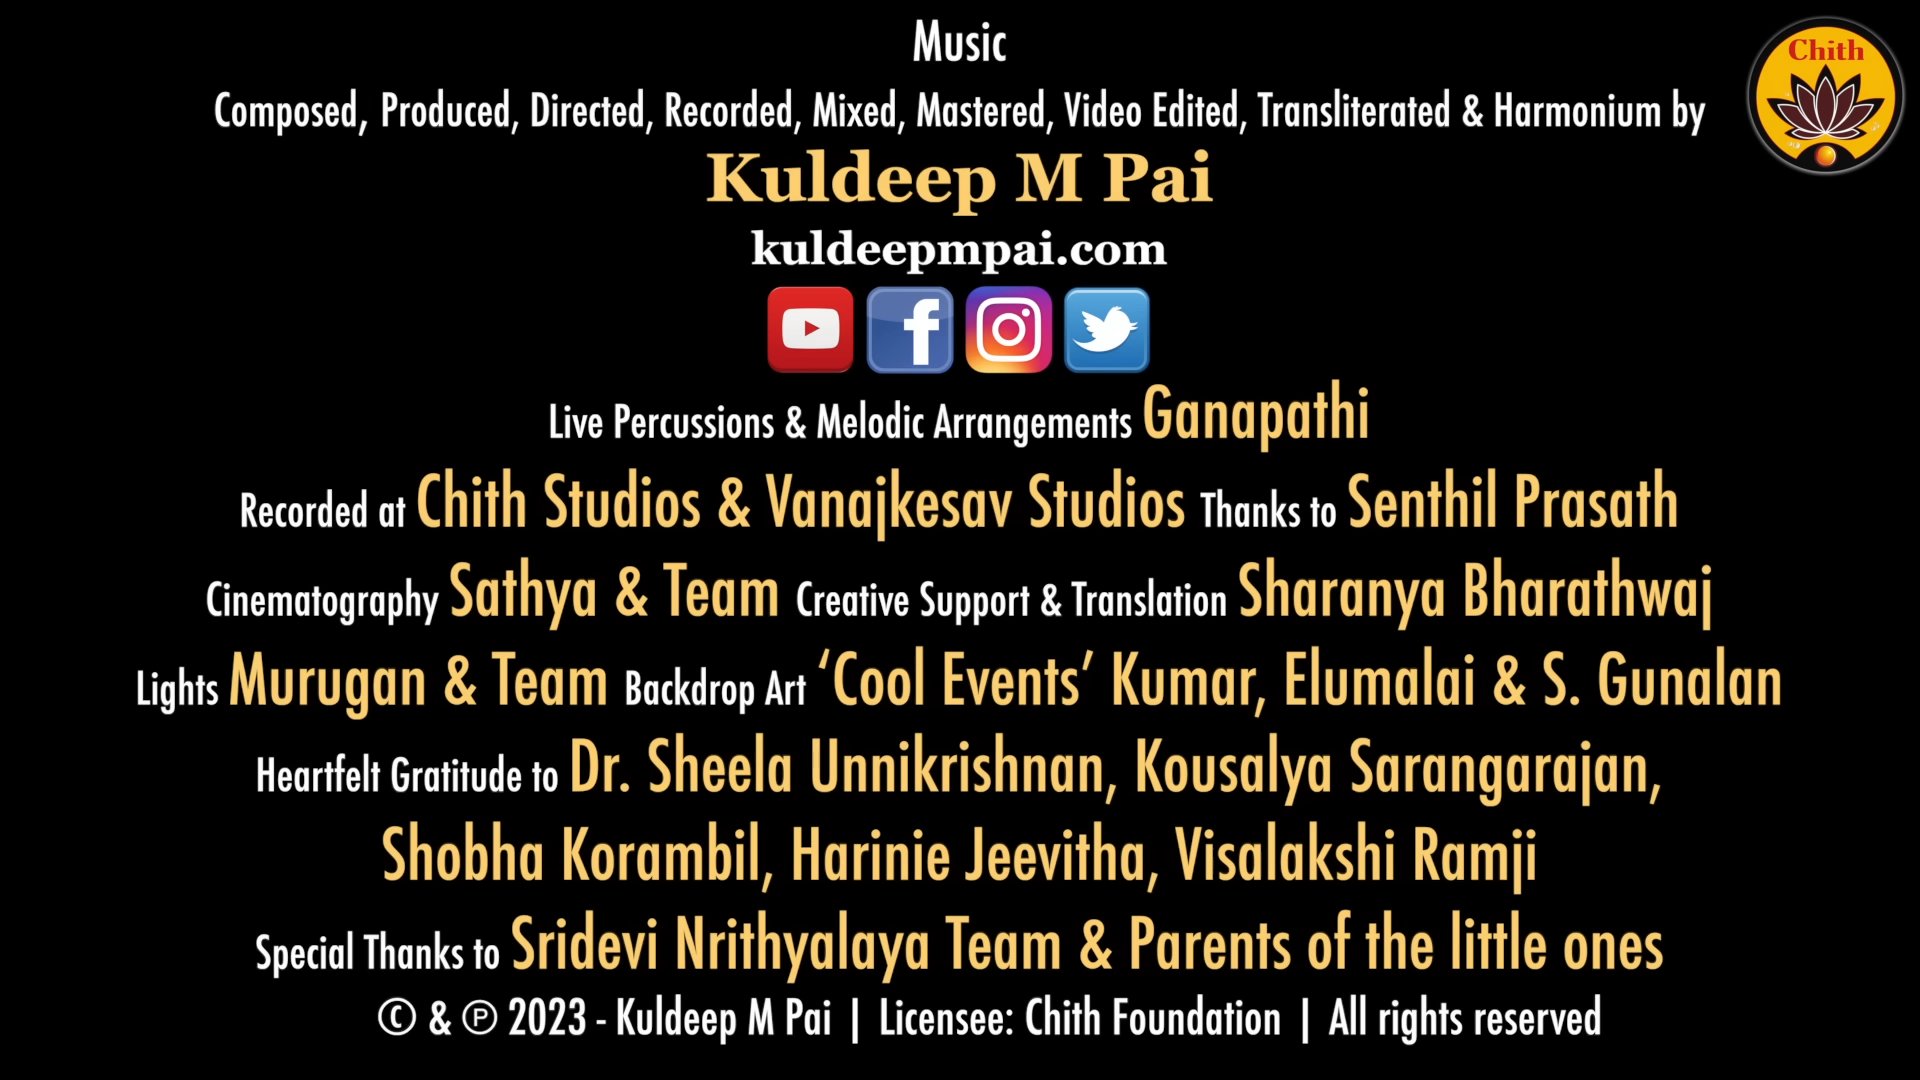 Music
Chith
Composed, Produced, Directed, Recorded, Mixed, Mastered, Video Edited, Transliterated & Harmonium by
Kuldeep M Pai
kuldeepmpai.com
Live Percussions & Melodic Arrangements Ganapathi
Recorded at Chith Studios & Vanajkesav Studios Thanks to Senthil Prasath
Cinematography Sathya & Team Creative Support & Translation Sharanya Bharathwaj
Lights Murugan & Team Backdrop Art ‘Cool Events’ Kumar, Elumalai & S. Gunalan
Heartfelt Gratitude to Dr. Sheela Unnikrishnan, Kousalya Sarangarajan,
Shobha Korambil, Harinie Jeevitha, Visalakshi Ramji
Special Thanks to Sridevi Nrithyalaya Team & Parents of the little ones
© & ℗ 2023 - Kuldeep M Pai | Licensee: Chith Foundation | All rights reserved